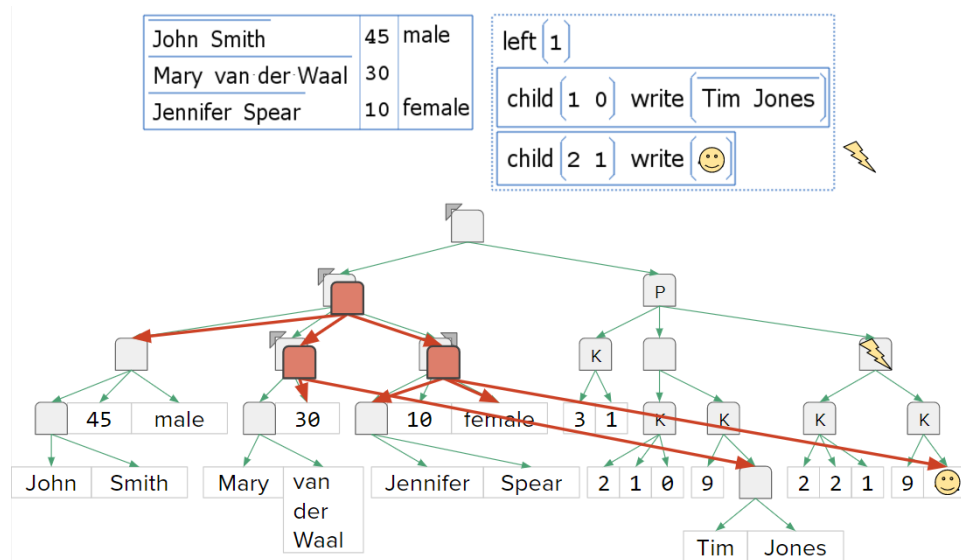 John Smith 45 male
Mary van der Waal 30
Jennifer Spear 10 female
left 1
child 1 0 write Tim Jones
child 2 1 write
P
K
45 male 30 10 female 3 1 K K K K
John Smith Mary van Jennifer Spear 2 1 0 9 2 2 1 9
der
Waal
Tim Jones